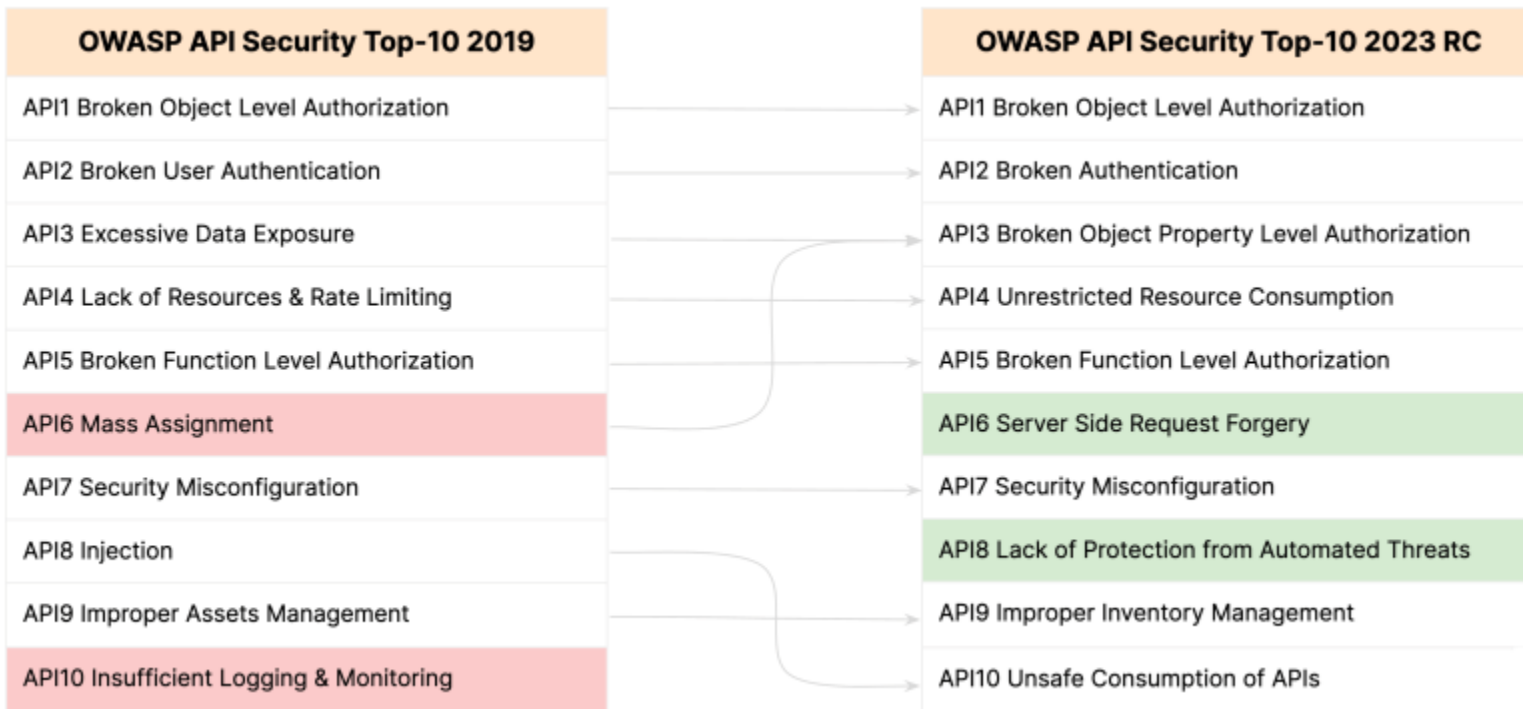 OWASP API Security Top-10 2019
API1 Broken Object Level Authorization
API2 Broken User Authentication
API3 Excessive Data Exposure
API4 Lack of Resources & Rate Limiting
API5 Broken Function Level Authorization
API6 Mass Assignment
API7 Security Misconfiguration
API8 Injection
API9 Improper Assets Management
API10 Insufficient Logging & Monitoring
OWASP API Security Top-10 2023 RC
API1 Broken Object Level Authorization
API2 Broken Authentication
API3 Broken Object Property Level Authorization
API4 Unrestricted Resource Consumption
API5 Broken Function Level Authorization
API6 Server Side Request Forgery
API7 Security Misconfiguration
API8 Lack of Protection from Automated Threats
API9 Improper Inventory Management
API10 Unsafe Consumption of APIs